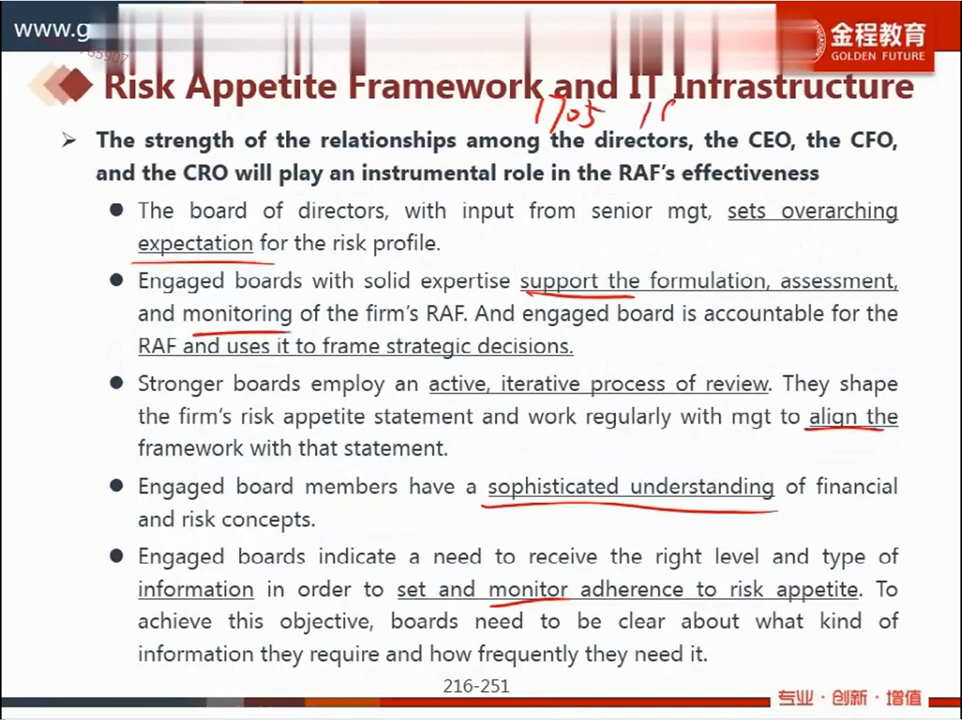 www.g
金程教育
GOLDEN FUTURE
Risk Appetite Framework and IT Infrastructure
1705
The strength of the relationships among the directors, the CEO, the CFO,
and the CRO will play an instrumental role in the RAF's effectiveness
The board of directors, with input from senior mgt, sets overarching
expectation for the risk profile.
Engaged boards with solid expertise support the formulation, assessment,
and monitoring of the firm's RAF. And engaged board is accountable for the
RAF and uses it to frame strategic decisions.
Stronger boards employ an active, iterative process of review. They shape
the firm's risk appetite statement and work regularly with mgt to align the
framework with that statement.
Engaged board members have a sophisticated understanding of financial
and risk concepts.
Engaged boards indicate a need to receive the right level and type of
information in order to set and monitor adherence to risk appetite. To
achieve this objective, boards need to be clear about what kind of
information they require and how frequently they need it.
216-251
专业·创新·增值